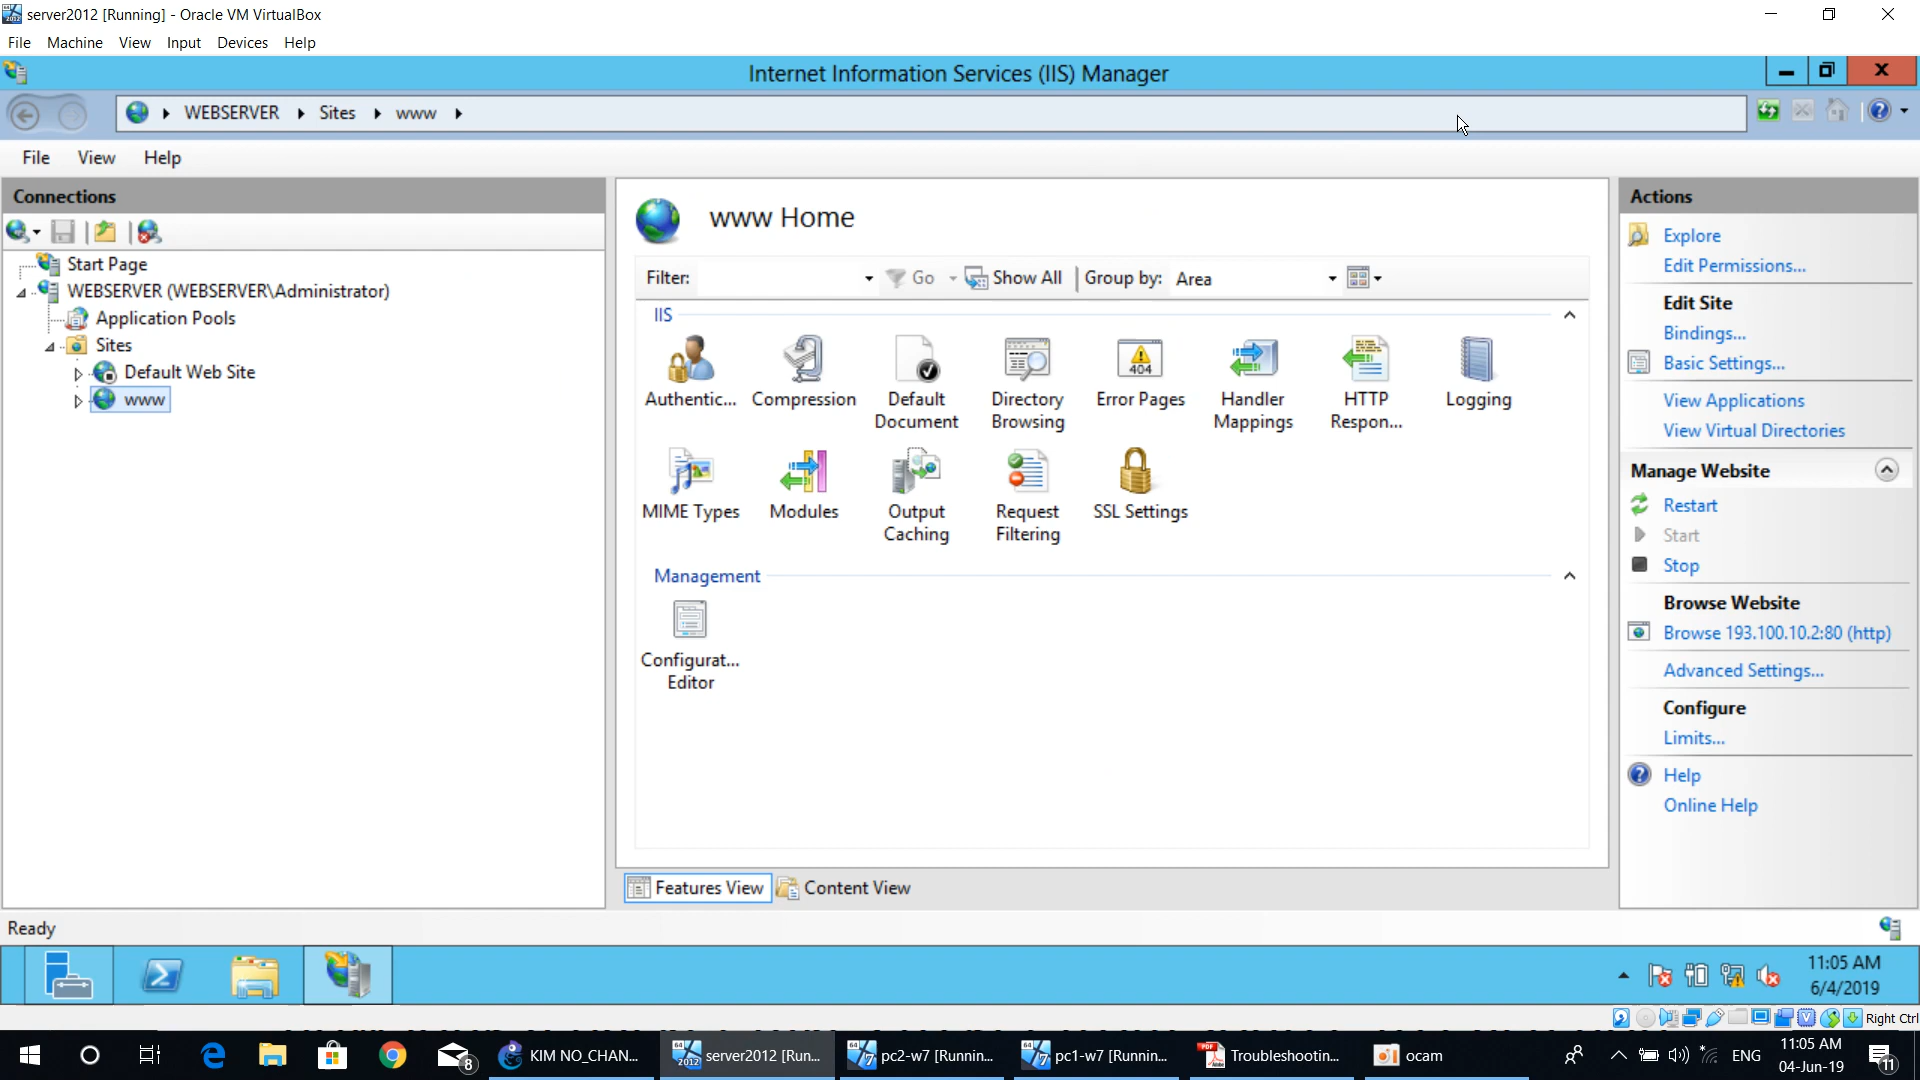 server2012 [Running] - Oracle VM VirtualBox
File Machine View Input Devices Help
Internet Information Services (IIS) Manager
WEBSERVER Sites www
File View Help
Connections
Start Page
WEBSERVER (WEBSERVER\Administrator)
Application Pools
Sites
Default Web Site
www
www Home
Filter: Go Show All Group by: Area
IIS
Authentic... Compression Default Document Directory Browsing Error Pages Handler Mappings HTTP Respon... Logging
MIME Types Modules Output Caching Request Filtering SSL Settings
Management
Configurat... Editor
Features View Content View
Actions
Explore
Edit Permissions...
Edit Site
Bindings...
Basic Settings...
View Applications
View Virtual Directories
Manage Website
Restart
Start
Stop
Browse Website
Browse 193.100.10.2:80 (http)
Advanced Settings...
Configure
Limits...
Help
Online Help
Ready
11:05 AM
6/4/2019
Right Ctrl
8 KIM NO_CHAN... server2012 [Run... pc2-w7 [Runnin... pc1-w7 [Runnin... Troubleshootin... ocam ENG
11:05 AM
04-Jun-19
11